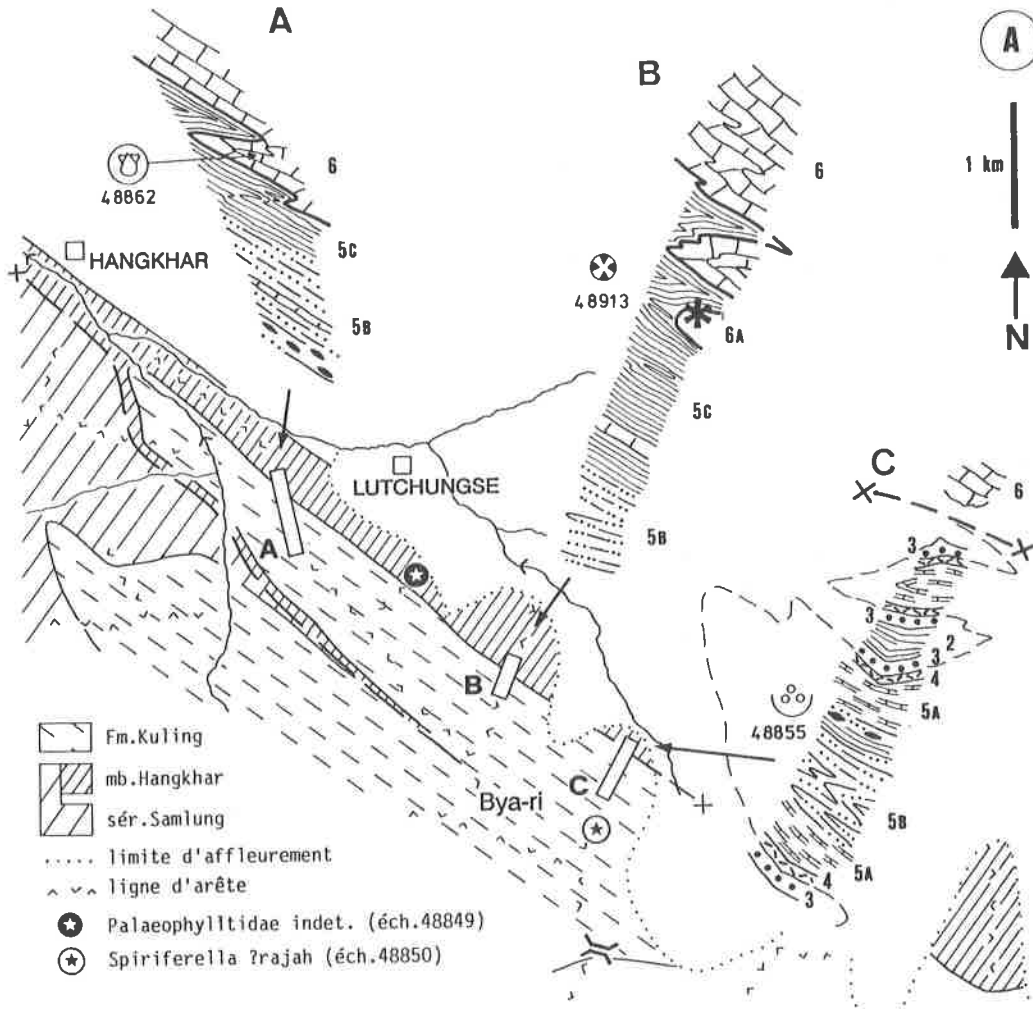 A
B
A
1 km
N
48862
6
5C
5B
HANGKHAR
48913
6
6A
5C
5B
LUTCHUNGSE
C
6
3
3
2
3
4
5A
48855
5B
5A
4
3
A
B
C
Bya-ri
Fm.Kuling
mb.Hangkhar
sér.Samlung
limite d'affleurement
ligne d'arête
Palaeophylltidae indet. (éch.48849)
Spiriferella ?rajah (éch.48850)